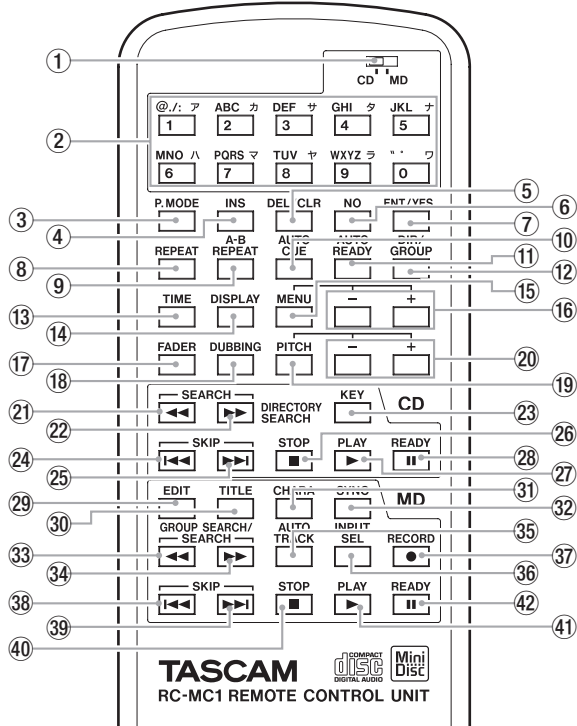 ①
CD MD
②
@./: ア ABC カ DEF サ GHI タ JKL ナ
1 2 3 4 5
MNO ハ PQRS マ TUV ヤ WXYZ ラ ゛゜ ワ
6 7 8 9 0
⑤
⑥
③ P.MODE INS DEL CLR NO ENT/YES
④ ⑦
⑩
A-B AUTO AUTO DIR/
⑧ REPEAT REPEAT CUE READY GROUP ⑪
⑨ ⑫
⑬ TIME DISPLAY MENU − + ⑮
⑭ ⑯
⑰ FADER DUBBING PITCH − + ⑳
⑱ ⑲
SEARCH KEY CD
㉑ DIRECTORY
㉒ SEARCH ㉓
㉖
㉔ SKIP STOP PLAY READY ㉘
㉕ ㉗
㉙ EDIT TITLE CHARA SYNC MD ㉛
㉚ ㉜
GROUP SEARCH/ AUTO INPUT ㉟
㉝ SEARCH TRACK SEL RECORD ㊲
㉞ ㊱
㊳ SKIP STOP PLAY READY ㊷
㊴
㊵ ㊶
TASCAM COMPACT disc DIGITAL AUDIO Mini Disc
RC-MC1 REMOTE CONTROL UNIT